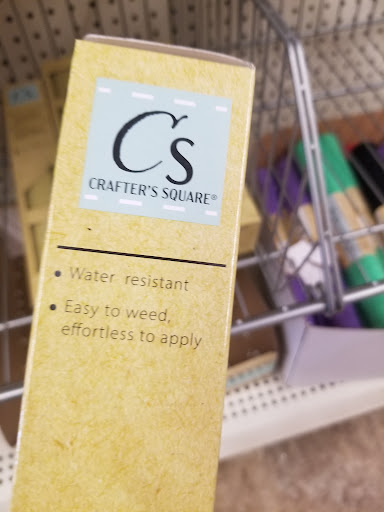 Cs
CRAFTER'S SQUARE®
• Water resistant
• Easy to weed,
effortless to apply